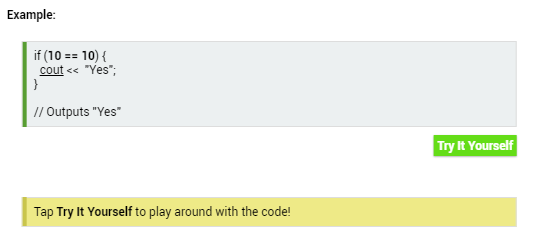 Example:
if (10 == 10) {
cout << "Yes";
}
// Outputs "Yes"
Try It Yourself
Tap Try It Yourself to play around with the code!